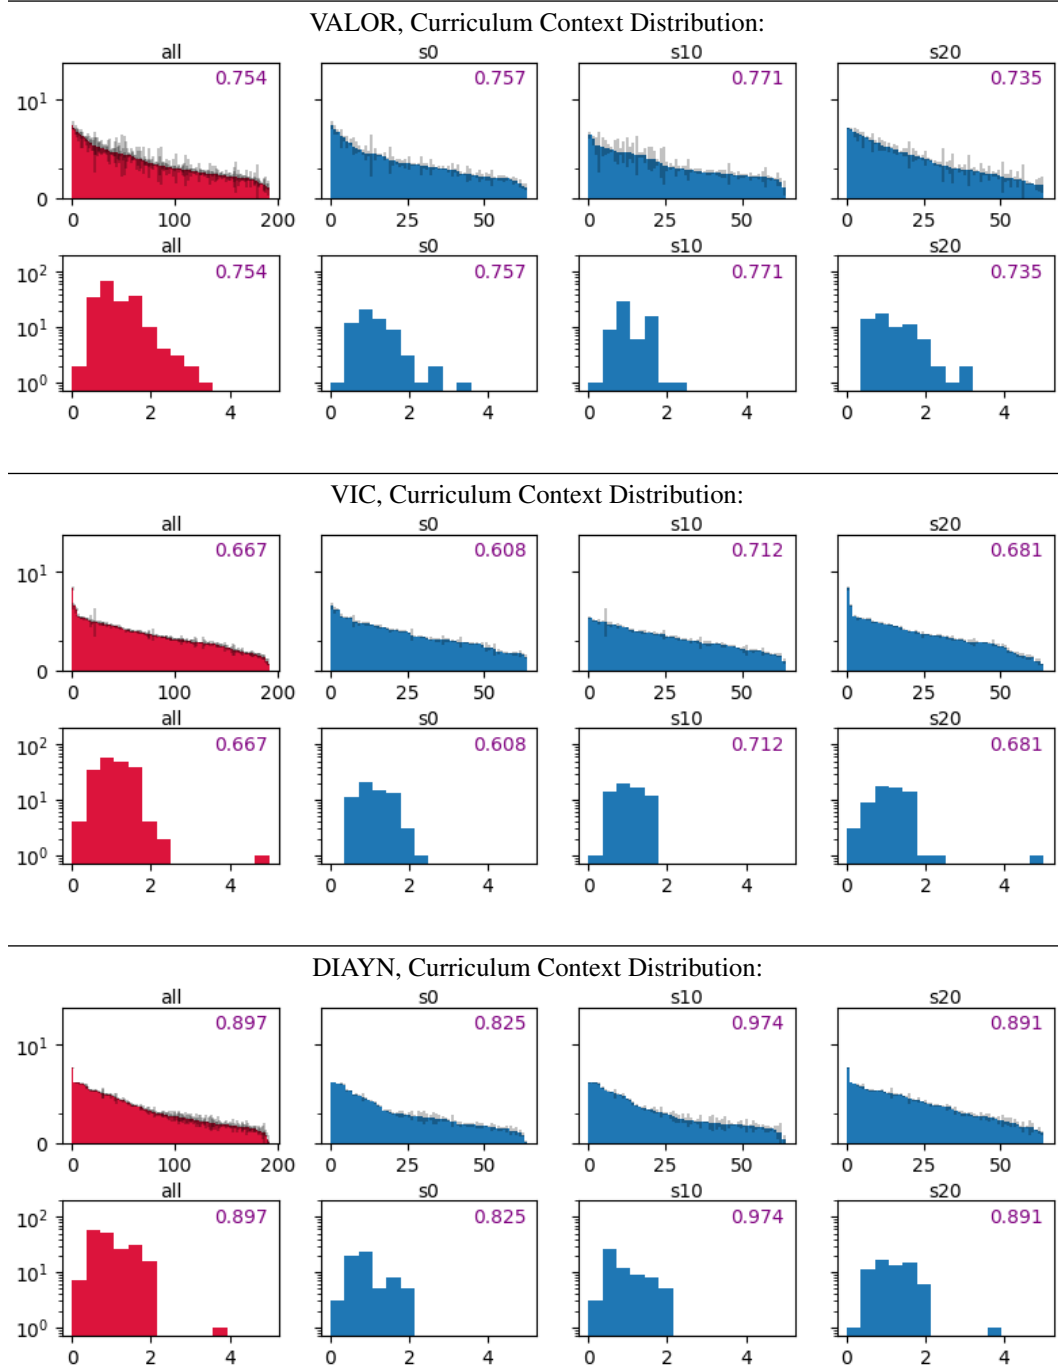 VALOR, Curriculum Context Distribution:
all s0 s10 s20
10¹ 0.754 0.757 0.771 0.735
0
0 100 200 0 25 50 0 25 50 0 25 50
all s0 s10 s20
10² 0.754 0.757 0.771 0.735
10¹
10⁰
0 2 4 0 2 4 0 2 4 0 2 4
VIC, Curriculum Context Distribution:
all s0 s10 s20
10¹ 0.667 0.608 0.712 0.681
0
0 100 200 0 25 50 0 25 50 0 25 50
all s0 s10 s20
10² 0.667 0.608 0.712 0.681
10¹
10⁰
0 2 4 0 2 4 0 2 4 0 2 4
DIAYN, Curriculum Context Distribution:
all s0 s10 s20
10¹ 0.897 0.825 0.974 0.891
0
0 100 200 0 25 50 0 25 50 0 25 50
all s0 s10 s20
10² 0.897 0.825 0.974 0.891
10¹
10⁰
0 2 4 0 2 4 0 2 4 0 2 4